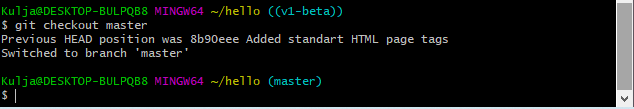 Kulja@DESKTOP-BULPQB8 MINGW64 ~/hello ((v1-beta))
$ git checkout master
Previous HEAD position was 8b90eee Added standart HTML page tags
Switched to branch 'master'
Kulja@DESKTOP-BULPQB8 MINGW64 ~/hello (master)
$